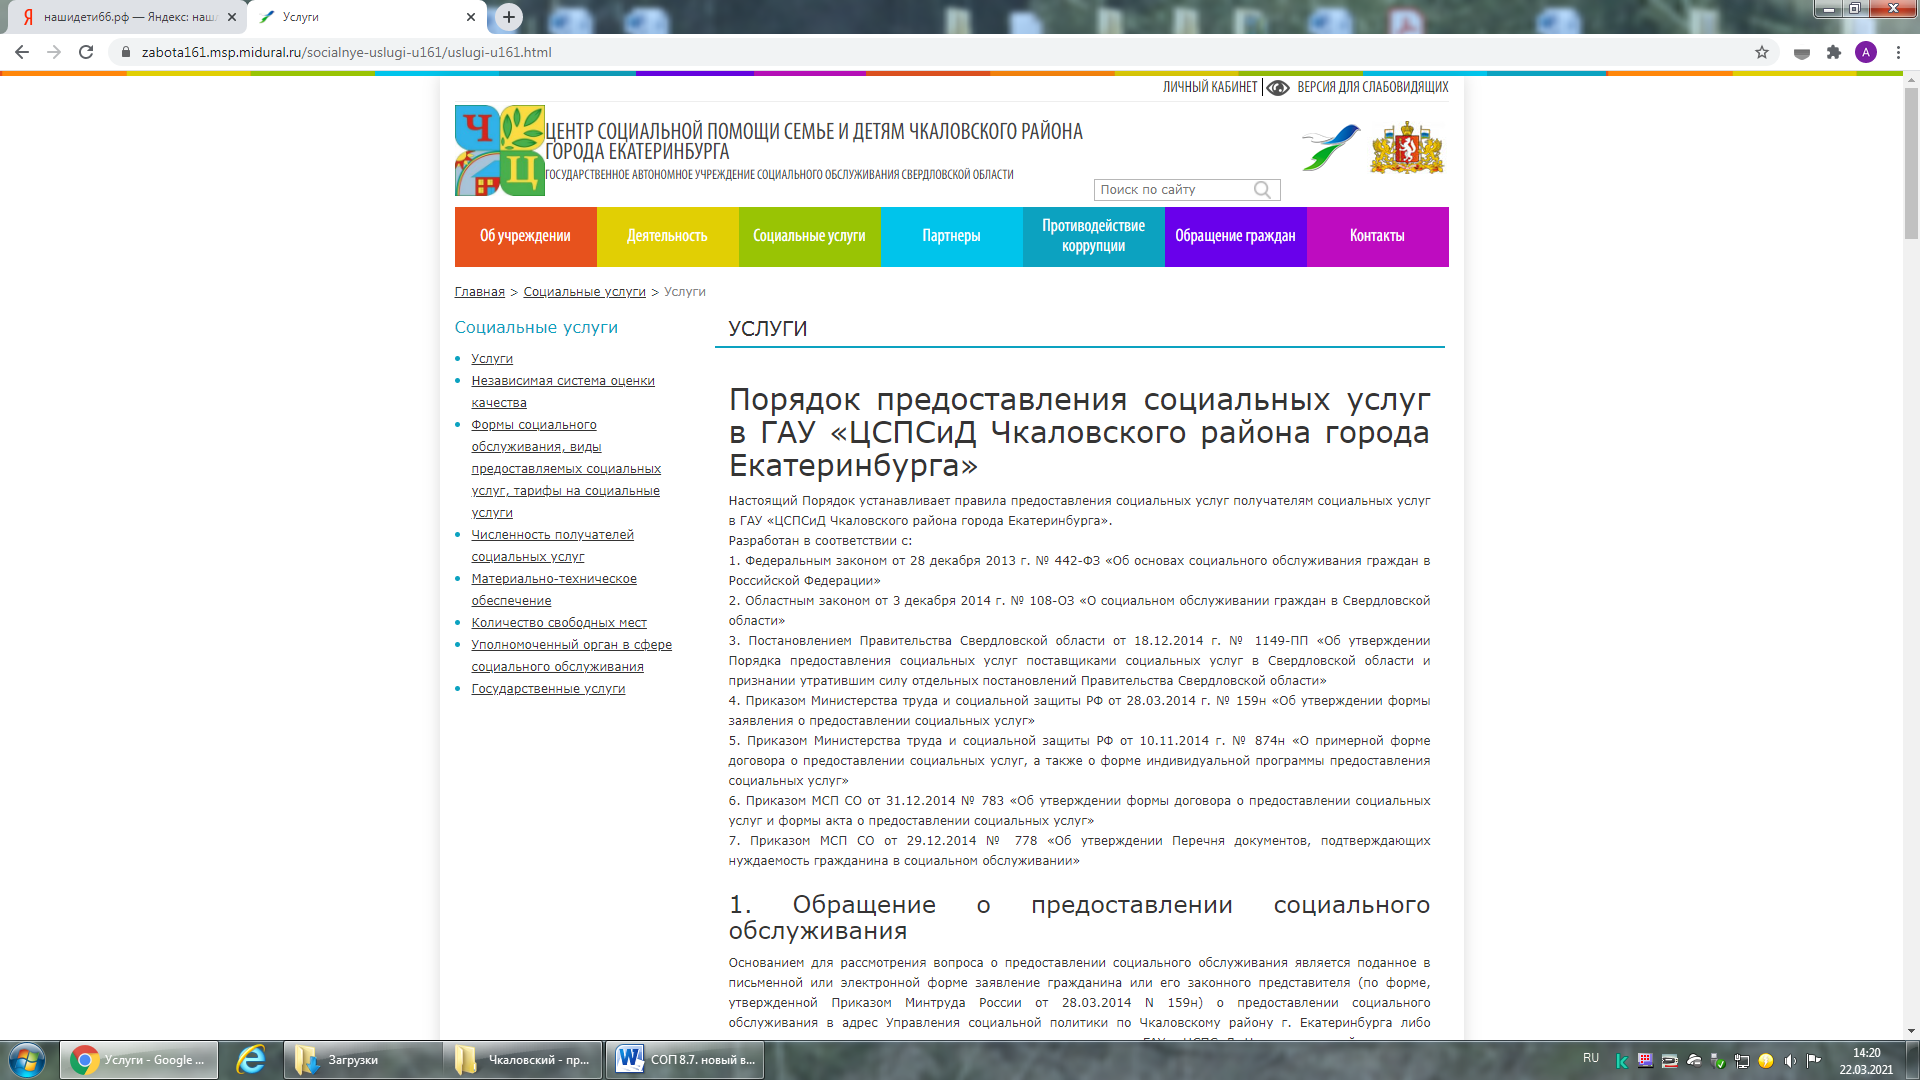 нашидети66.рф — Яндекс: наш
Услуги
zabota161.msp.midural.ru/socialnye-uslugi-u161/uslugi-u161.html
A
ЛИЧНЫЙ КАБИНЕТ
ВЕРСИЯ ДЛЯ СЛАБОВИДЯЩИХ
Ч
Ц
ЦЕНТР СОЦИАЛЬНОЙ ПОМОЩИ СЕМЬЕ И ДЕТЯМ ЧКАЛОВСКОГО РАЙОНА
ГОРОДА ЕКАТЕРИНБУРГА
ГОСУДАРСТВЕННОЕ АВТОНОМНОЕ УЧРЕЖДЕНИЕ СОЦИАЛЬНОГО ОБСЛУЖИВАНИЯ СВЕРДЛОВСКОЙ ОБЛАСТИ
Поиск по сайту
Об учреждении
Деятельность
Социальные услуги
Партнеры
Противодействие
коррупции
Обращение граждан
Контакты
Главная > Социальные услуги > Услуги
Социальные услуги
Услуги
Независимая система оценки
качества
Формы социального
обслуживания, виды
предоставляемых социальных
услуг, тарифы на социальные
услуги
Численность получателей
социальных услуг
Материально-техническое
обеспечение
Количество свободных мест
Уполномоченный орган в сфере
социального обслуживания
Государственные услуги
УСЛУГИ
Порядок предоставления социальных услуг
в ГАУ «ЦСПСиД Чкаловского района города
Екатеринбурга»
Настоящий Порядок устанавливает правила предоставления социальных услуг получателям социальных услуг
в ГАУ «ЦСПСиД Чкаловского района города Екатеринбурга».
Разработан в соответствии с:
1. Федеральным законом от 28 декабря 2013 г. № 442-ФЗ «Об основах социального обслуживания граждан в
Российской Федерации»
2. Областным законом от 3 декабря 2014 г. № 108-ОЗ «О социальном обслуживании граждан в Свердловской
области»
3. Постановлением Правительства Свердловской области от 18.12.2014 г. № 1149-ПП «Об утверждении
Порядка предоставления социальных услуг поставщиками социальных услуг в Свердловской области и
признании утратившим силу отдельных постановлений Правительства Свердловской области»
4. Приказом Министерства труда и социальной защиты РФ от 28.03.2014 г. № 159н «Об утверждении формы
заявления о предоставлении социальных услуг»
5. Приказом Министерства труда и социальной защиты РФ от 10.11.2014 г. № 874н «О примерной форме
договора о предоставлении социальных услуг, а также о форме индивидуальной программы предоставления
социальных услуг»
6. Приказом МСП СО от 31.12.2014 № 783 «Об утверждении формы договора о предоставлении социальных
услуг и формы акта о предоставлении социальных услуг»
7. Приказом МСП СО от 29.12.2014 № 778 «Об утверждении Перечня документов, подтверждающих
нуждаемость гражданина в социальном обслуживании»
1. Обращение о предоставлении социального
обслуживания
Основанием для рассмотрения вопроса о предоставлении социального обслуживания является поданное в
письменной или электронной форме заявление гражданина или его законного представителя (по форме,
утвержденной Приказом Минтруда России от 28.03.2014 N 159н) о предоставлении социального
обслуживания в адрес Управления социальной политики по Чкаловскому району г. Екатеринбурга либо
Услуги - Google ...
Загрузки
Чкаловский - пр...
СОП 8.7. новый в...
RU
14:20
22.03.2021